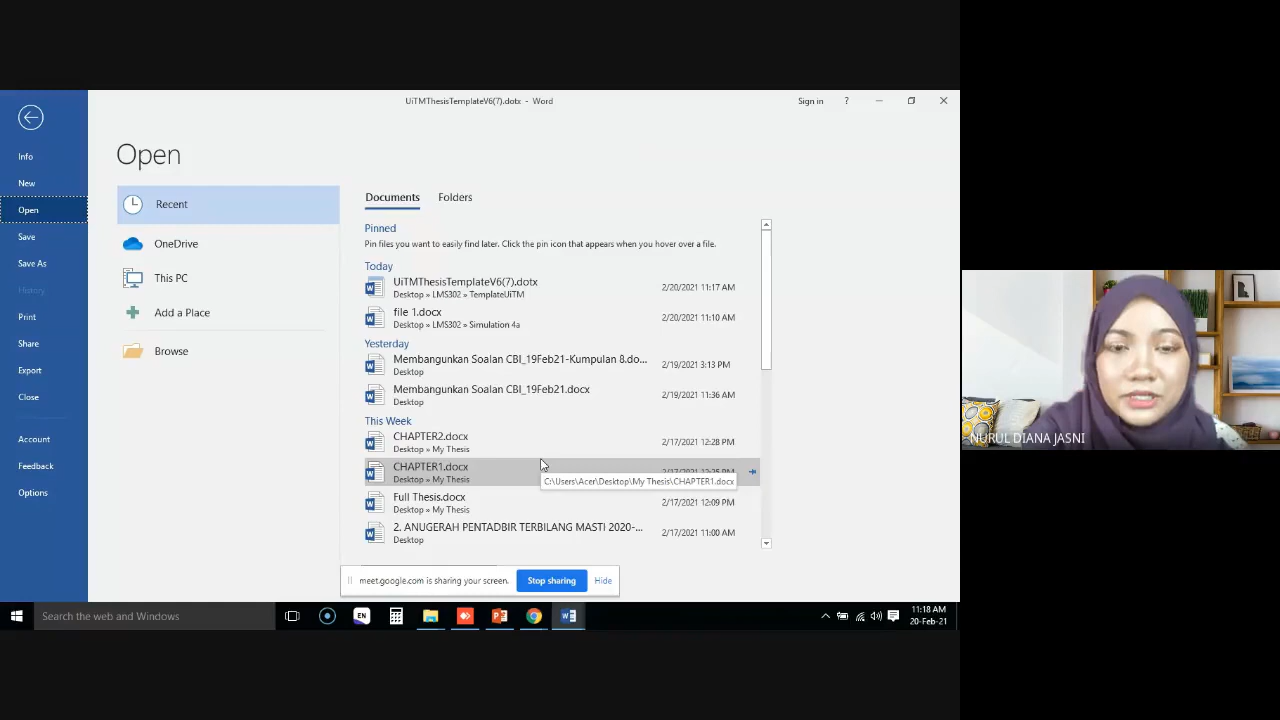 UiTMThesisTemplateV6(7).dotx - Word
Sign in
?
Info
New
Open
Save
Save As
History
Print
Share
Export
Close
Account
Feedback
Options
Open
Recent
OneDrive
This PC
Add a Place
Browse
Documents
Folders
Pinned
Pin files you want to easily find later. Click the pin icon that appears when you hover over a file.
Today
UiTMThesisTemplateV6(7).dotx
Desktop » LMS302 » TemplateUiTM
2/20/2021 11:17 AM
file 1.docx
Desktop » LMS302 » Simulation 4a
2/20/2021 11:10 AM
Yesterday
Membangunkan Soalan CBI_19Feb21-Kumpulan 8.do...
Desktop
2/19/2021 3:13 PM
Membangunkan Soalan CBI_19Feb21.docx
Desktop
2/19/2021 11:36 AM
This Week
CHAPTER2.docx
Desktop » My Thesis
2/17/2021 12:28 PM
CHAPTER1.docx
Desktop » My Thesis
2/17/2021 12:25 PM
C:\Users\Acer\Desktop\My Thesis\CHAPTER1.docx
Full Thesis.docx
Desktop » My Thesis
2/17/2021 12:09 PM
2. ANUGERAH PENTADBIR TERBILANG MASTI 2020-...
Desktop
2/17/2021 11:00 AM
meet.google.com is sharing your screen.
Stop sharing
Hide
Search the web and Windows
EN
11:18 AM
20-Feb-21
NURUL DIANA JASNI